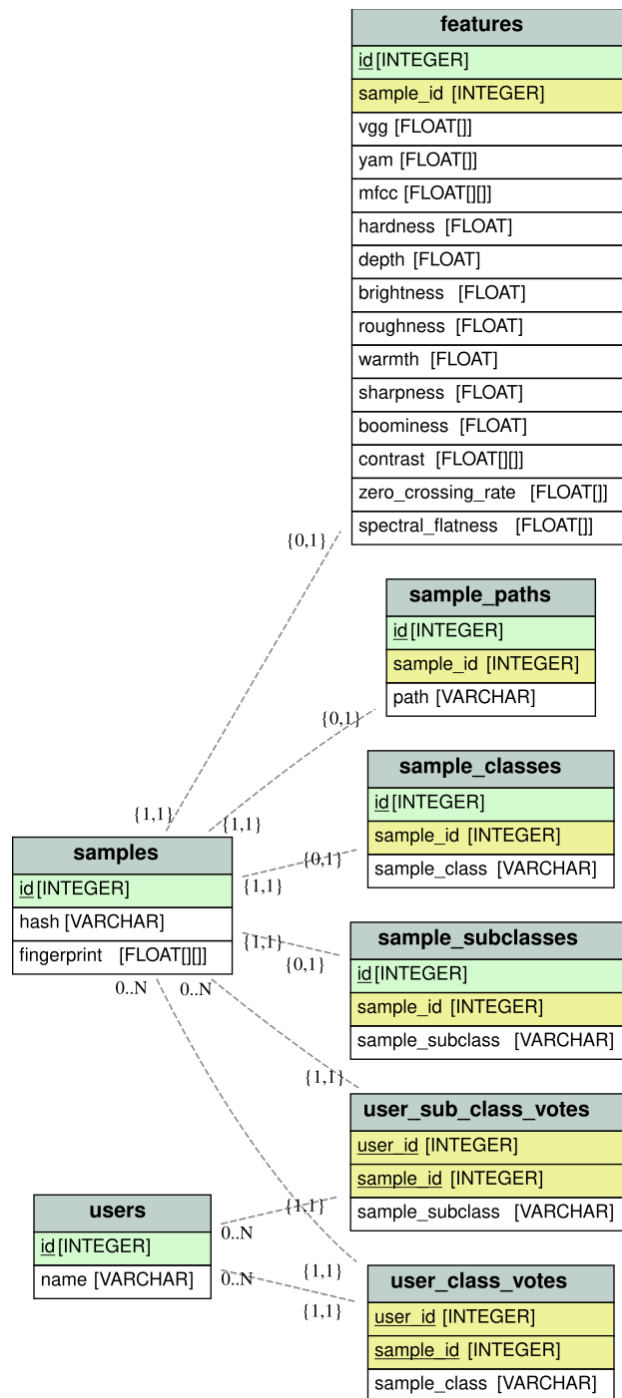 features
id[INTEGER]
sample_id [INTEGER]
vgg [FLOAT[]]
yam [FLOAT[]]
mfcc [FLOAT[][]]
hardness [FLOAT]
depth [FLOAT]
brightness [FLOAT]
roughness [FLOAT]
warmth [FLOAT]
sharpness [FLOAT]
boominess [FLOAT]
contrast [FLOAT[][]]
zero_crossing_rate [FLOAT[]]
spectral_flatness [FLOAT[]]
{0,1}
sample_paths
id[INTEGER]
sample_id [INTEGER]
path [VARCHAR]
{0,1}
{1,1}
{1,1}
sample_classes
id[INTEGER]
sample_id [INTEGER]
sample_class [VARCHAR]
{0,1}
{1,1}
samples
id[INTEGER]
hash [VARCHAR]
fingerprint [FLOAT[][]]
{1,1}
{0,1}
0..N
0..N
sample_subclasses
id[INTEGER]
sample_id [INTEGER]
sample_subclass [VARCHAR]
{1,1}
user_sub_class_votes
user_id [INTEGER]
sample_id [INTEGER]
sample_subclass [VARCHAR]
{1,1}
0..N
users
id[INTEGER]
name [VARCHAR]
0..N
{1,1}
{1,1}
user_class_votes
user_id [INTEGER]
sample_id [INTEGER]
sample_class [VARCHAR]